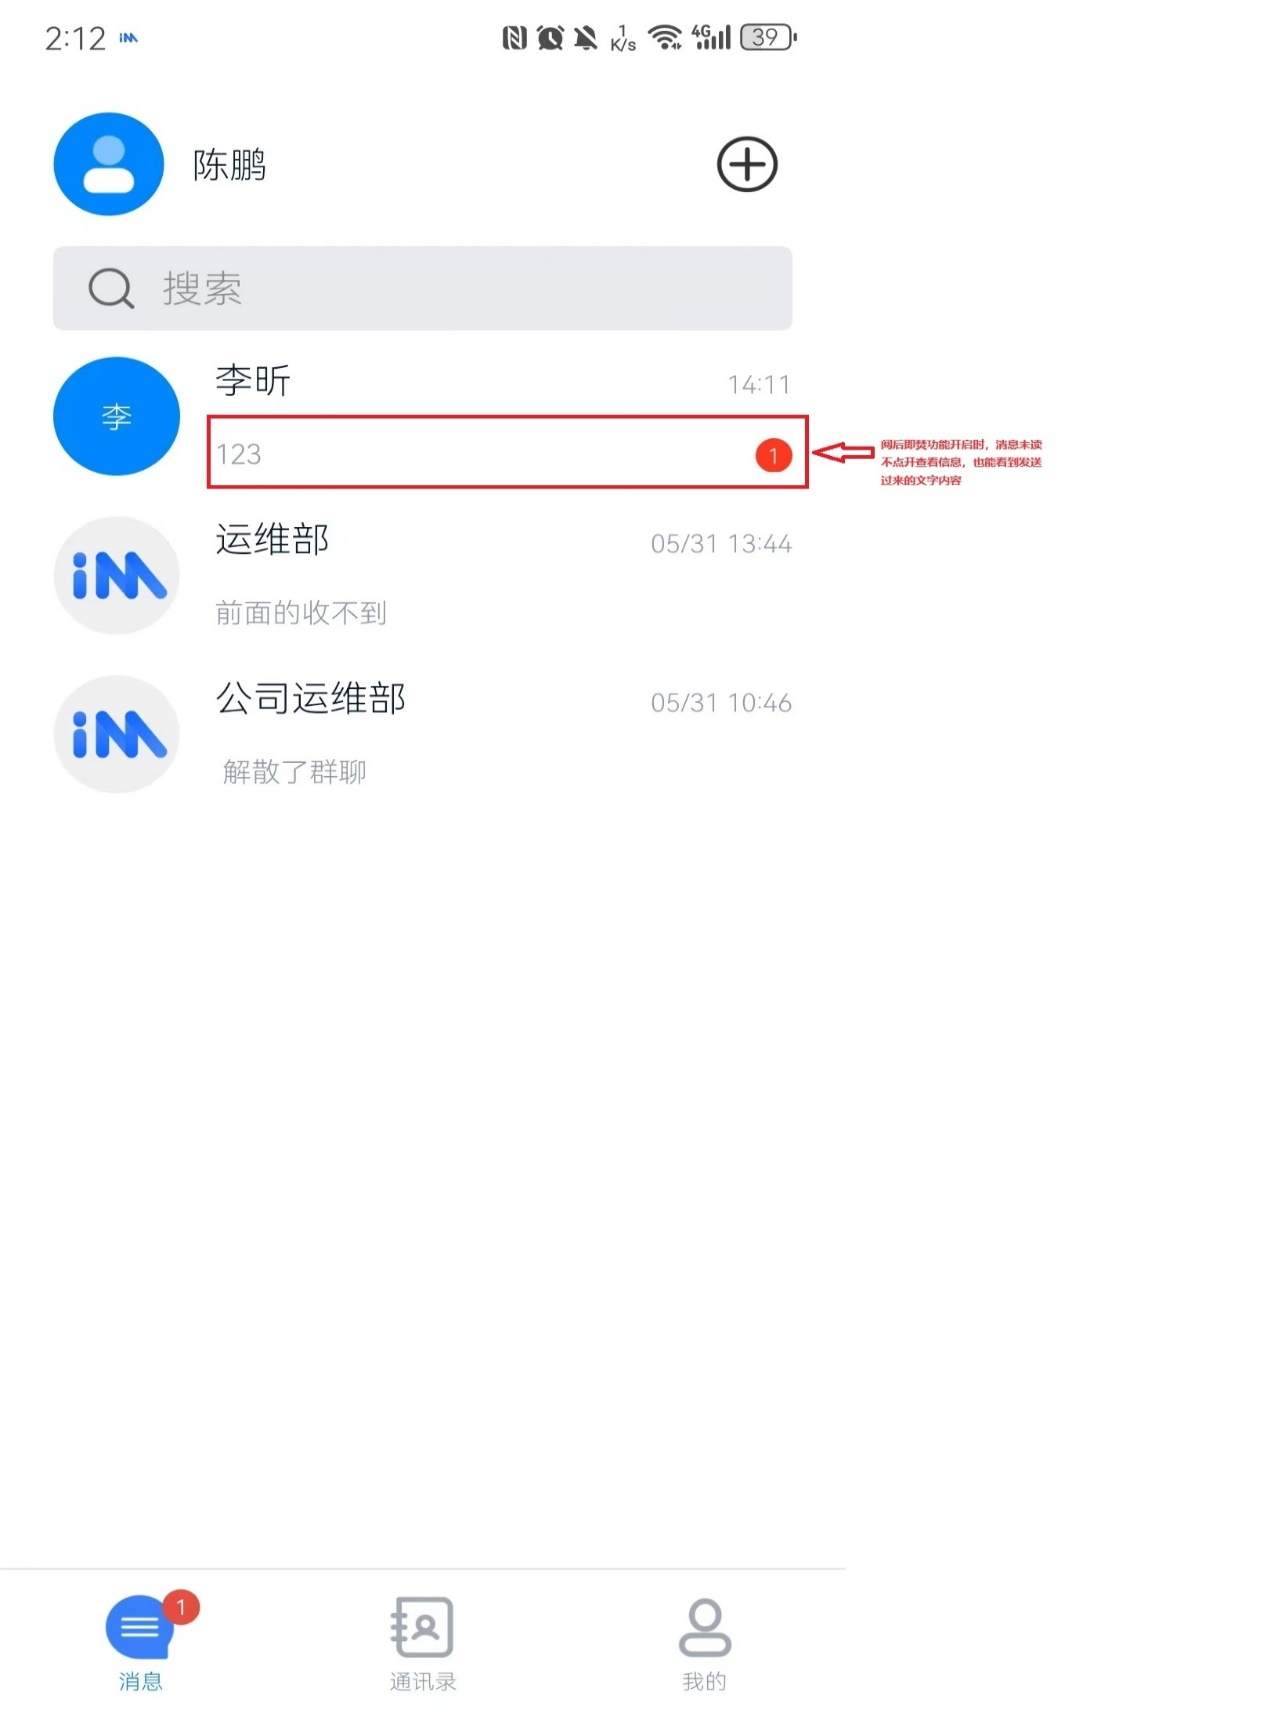 2:12 iM 1 K/s 4G 39
陈鹏
搜索
李
李昕
14:11
123
1
阅后即焚功能开启时，消息未读
不点开查看信息，也能看到发送
过来的文字内容
iM
运维部
05/31 13:44
前面的收不到
iM
公司运维部
05/31 10:46
解散了群聊
1
消息
通讯录
我的